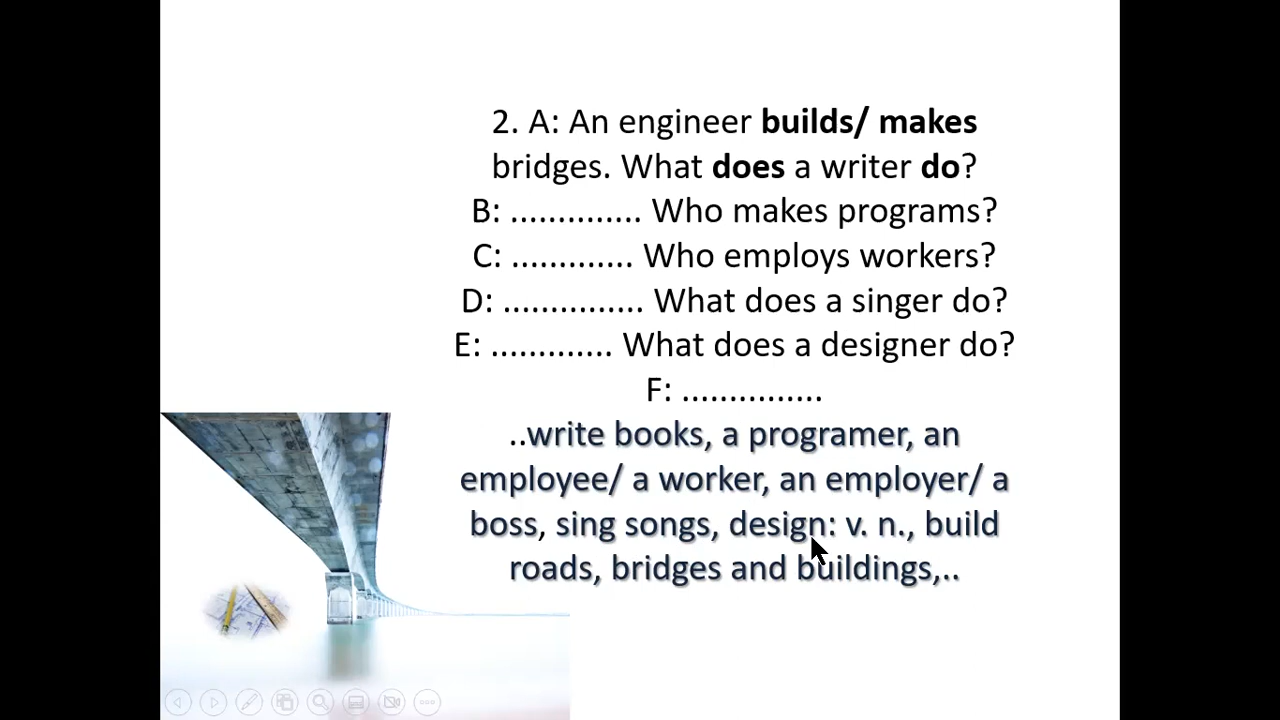 2. A: An engineer builds/ makes
bridges. What does a writer do?
B: .............. Who makes programs?
C: ............. Who employs workers?
D: ............... What does a singer do?
E: ............. What does a designer do?
F: ...............
..write books, a programer, an
employee/ a worker, an employer/ a
boss, sing songs, design: v. n., build
roads, bridges and buildings,..